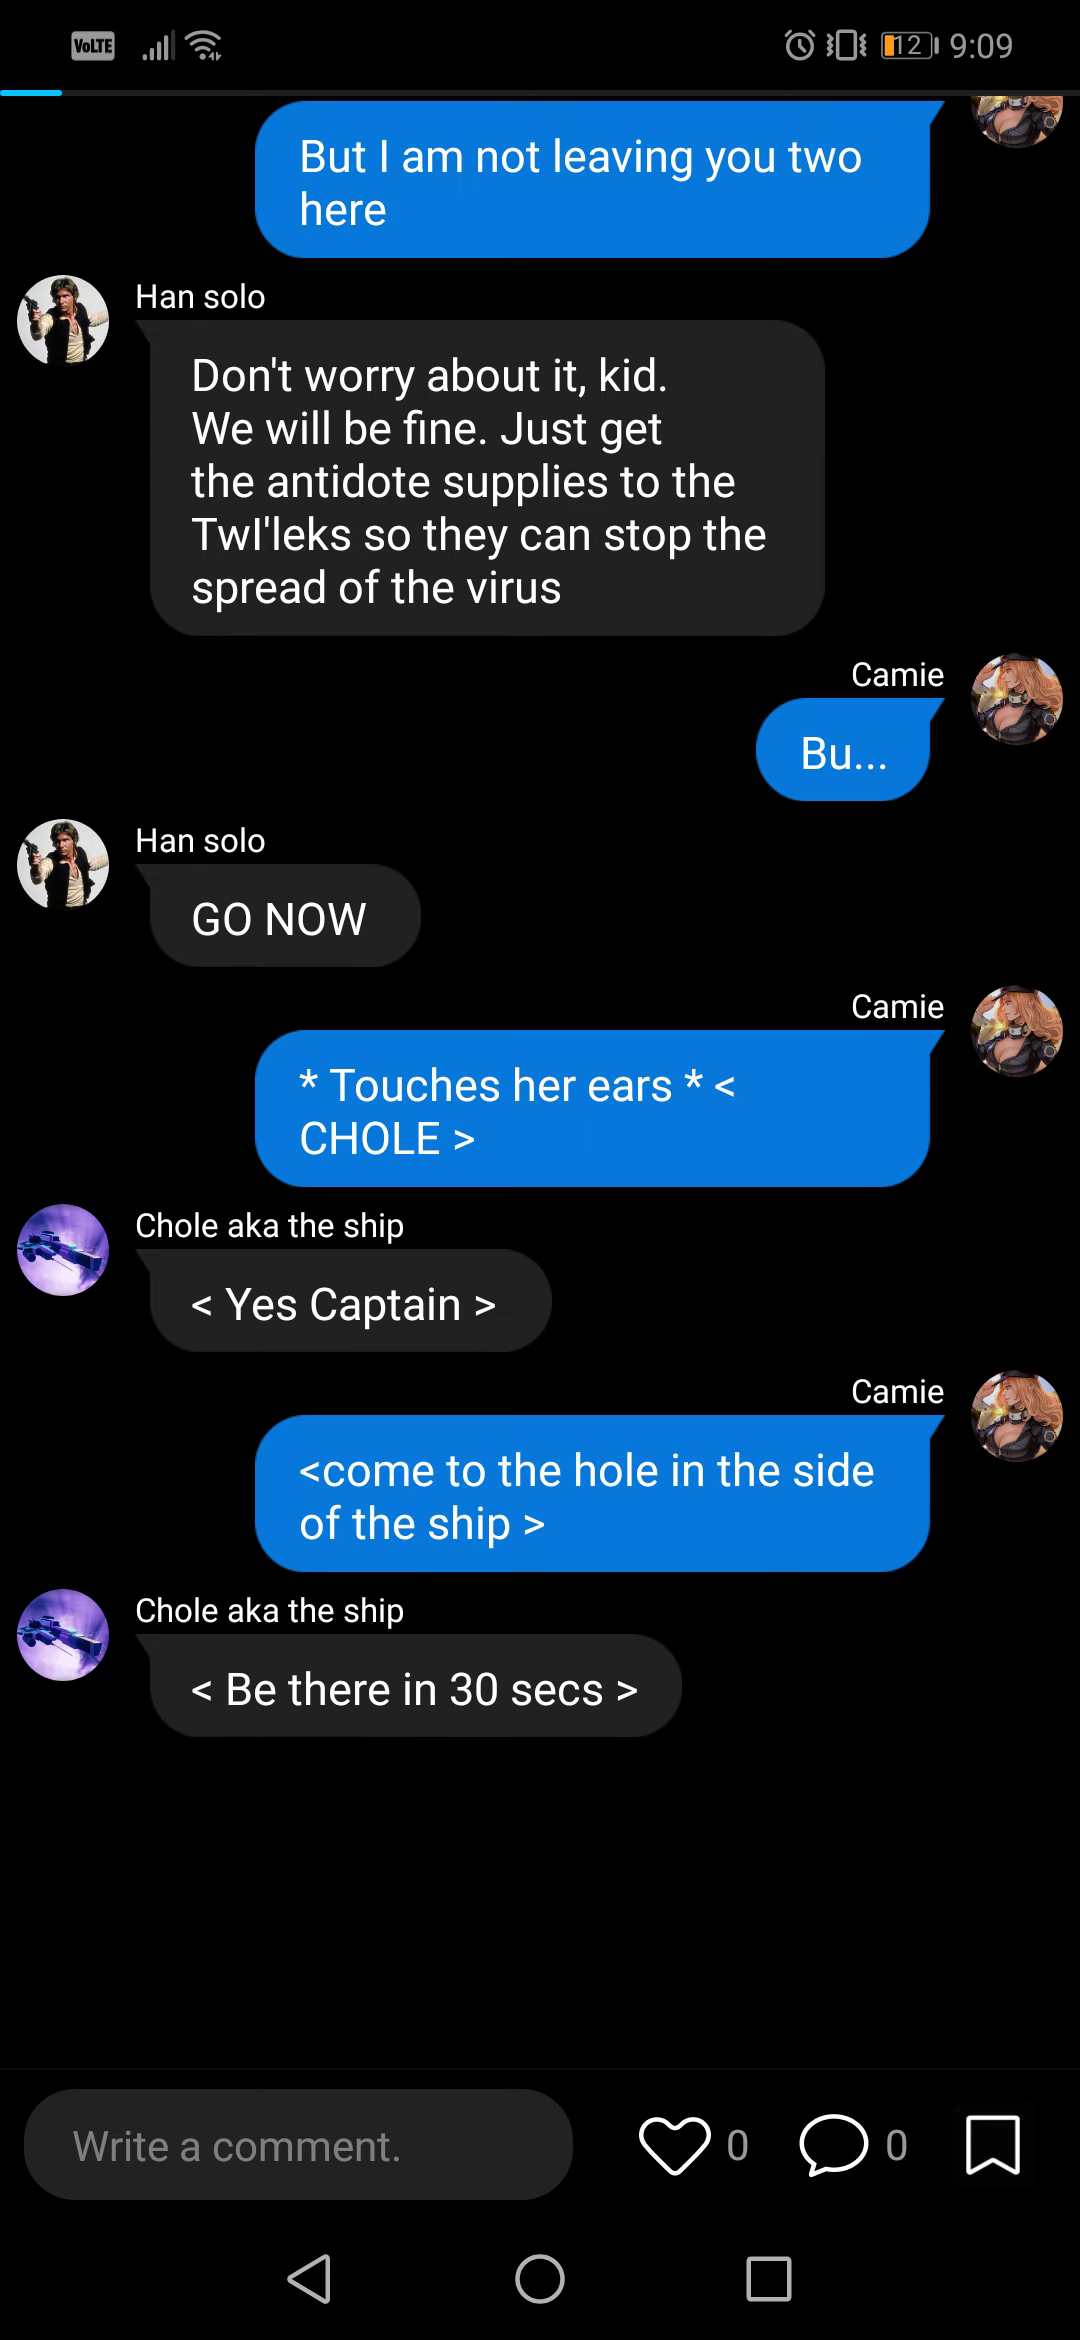 VoLTE 12 9:09
But I am not leaving you two
here
Han solo
Don't worry about it, kid.
We will be fine. Just get
the antidote supplies to the
Twl'leks so they can stop the
spread of the virus
Camie
Bu...
Han solo
GO NOW
Camie
* Touches her ears * <
CHOLE >
Chole aka the ship
< Yes Captain >
Camie
<come to the hole in the side
of the ship >
Chole aka the ship
< Be there in 30 secs >
Write a comment. 0 0